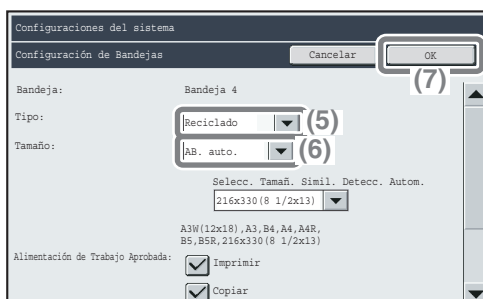 Configuraciones del sistema
Configuración de Bandejas Cancelar OK
(7)
Bandeja: Bandeja 4
Tipo: Reciclado (5)
Tamaño: AB. auto. (6)
Selecc. Tamañ. Simil. Detecc. Autom.
216x330(8 1/2x13)
A3W(12x18),A3,B4,A4,A4R,
B5,B5R,216x330(8 1/2x13)
Alimentación de Trabajo Aprobada: Imprimir
Copiar